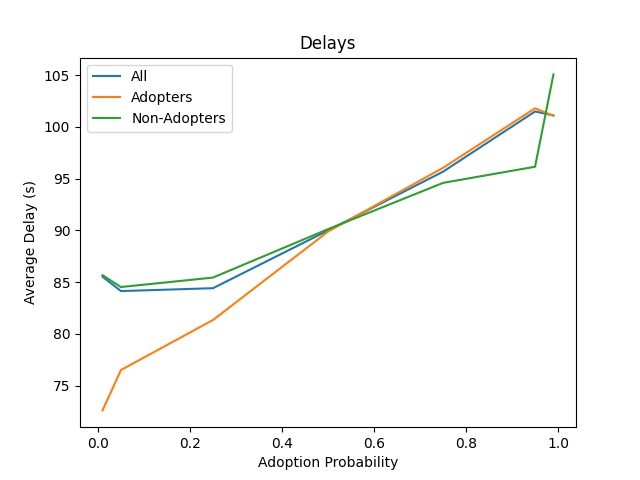 Delays
All
Adopters
Non-Adopters
Average Delay (s)
105
100
95
90
85
80
75
0.0 0.2 0.4 0.6 0.8 1.0
Adoption Probability